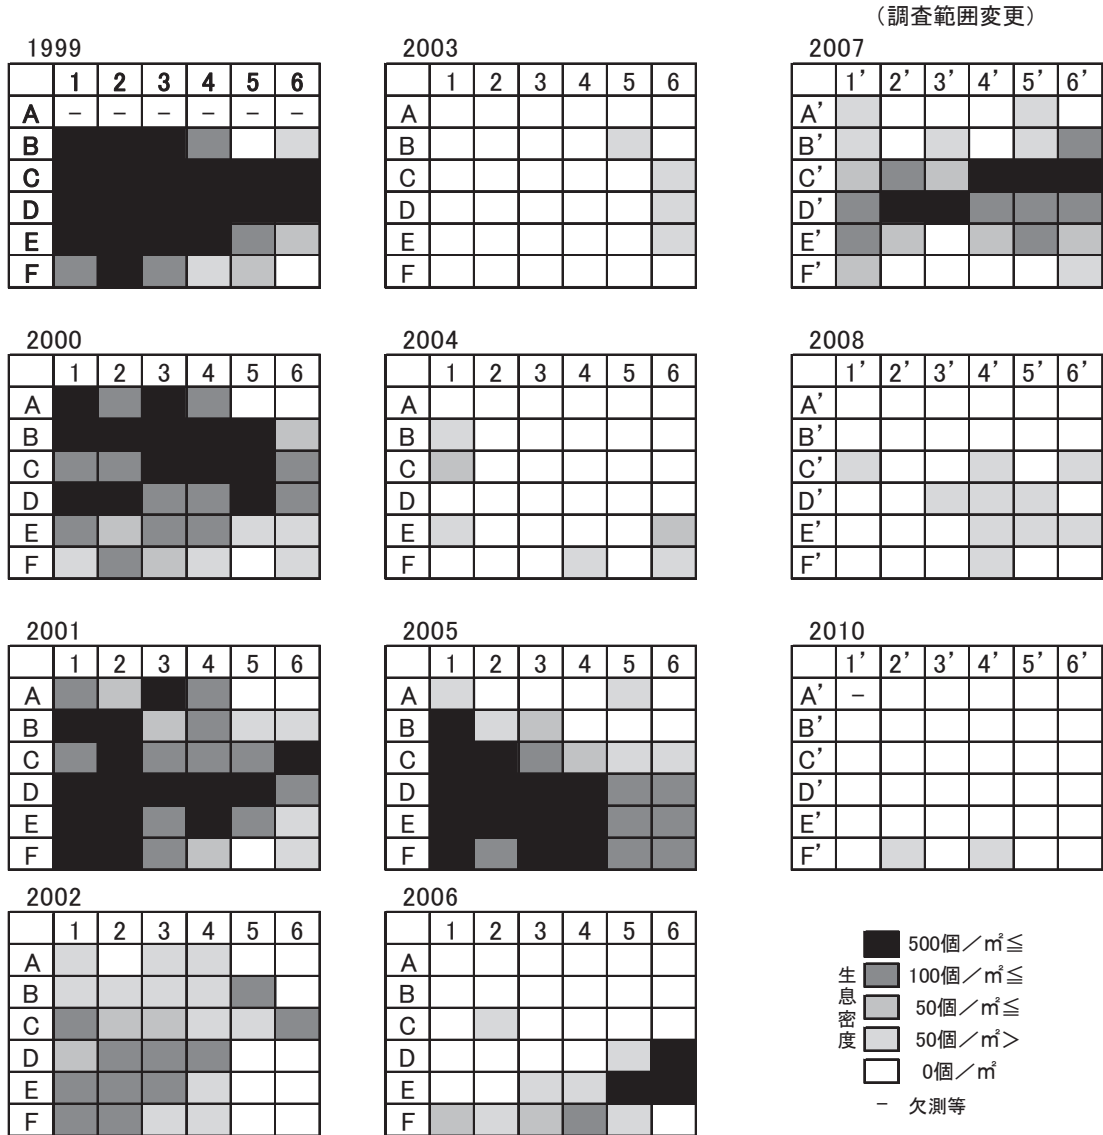 (調査範囲変更)
1999
1 2 3 4 5 6
A － － － － － －
B
C
D
E
F
2003
1 2 3 4 5 6
A
B
C
D
E
F
2007
1’ 2’ 3’ 4’ 5’ 6’
A’
B’
C’
D’
E’
F’
2000
1 2 3 4 5 6
A
B
C
D
E
F
2004
1 2 3 4 5 6
A
B
C
D
E
F
2008
1’ 2’ 3’ 4’ 5’ 6’
A’
B’
C’
D’
E’
F’
2001
1 2 3 4 5 6
A
B
C
D
E
F
2005
1 2 3 4 5 6
A
B
C
D
E
F
2010
1’ 2’ 3’ 4’ 5’ 6’
A’ －
B’
C’
D’
E’
F’
2002
1 2 3 4 5 6
A
B
C
D
E
F
2006
1 2 3 4 5 6
A
B
C
D
E
F
生息密度
500個／㎡≦
100個／㎡≦
50個／㎡≦
50個／㎡＞
0個／㎡
－ 欠測等